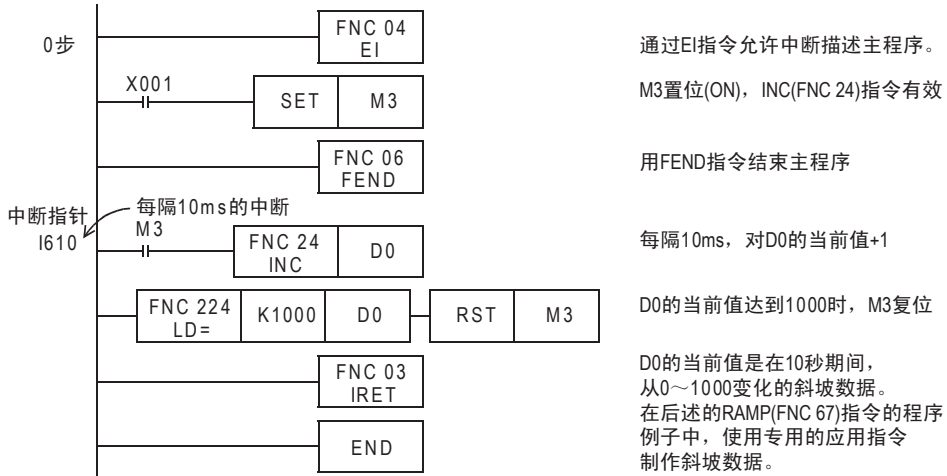 0步
FNC 04
EI
通过EI指令允许中断描述主程序。
X001
SET M3
M3置位(ON), INC(FNC 24)指令有效
FNC 06
FEND
用FEND指令结束主程序
中断指针
I610
每隔10ms的中断
M3
FNC 24
INC
D0
每隔10ms，对D0的当前值+1
FNC 224
LD=
K1000 D0 RST M3
D0的当前值达到1000时，M3复位
FNC 03
IRET
D0的当前值是在10秒期间，
从0～1000变化的斜坡数据。
在后述的RAMP(FNC 67)指令的程序
例子中，使用专用的应用指令
制作斜坡数据。
END